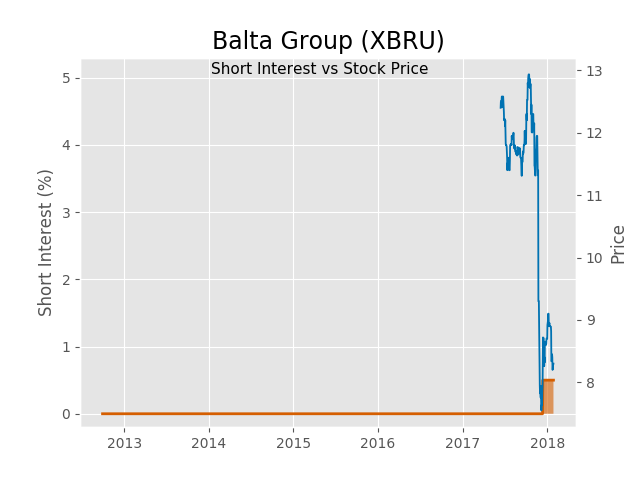 Balta Group (XBRU)
Short Interest vs Stock Price
Short Interest (%)
5
4
3
2
1
0
13
12
11
10
9
8
Price
2013 2014 2015 2016 2017 2018